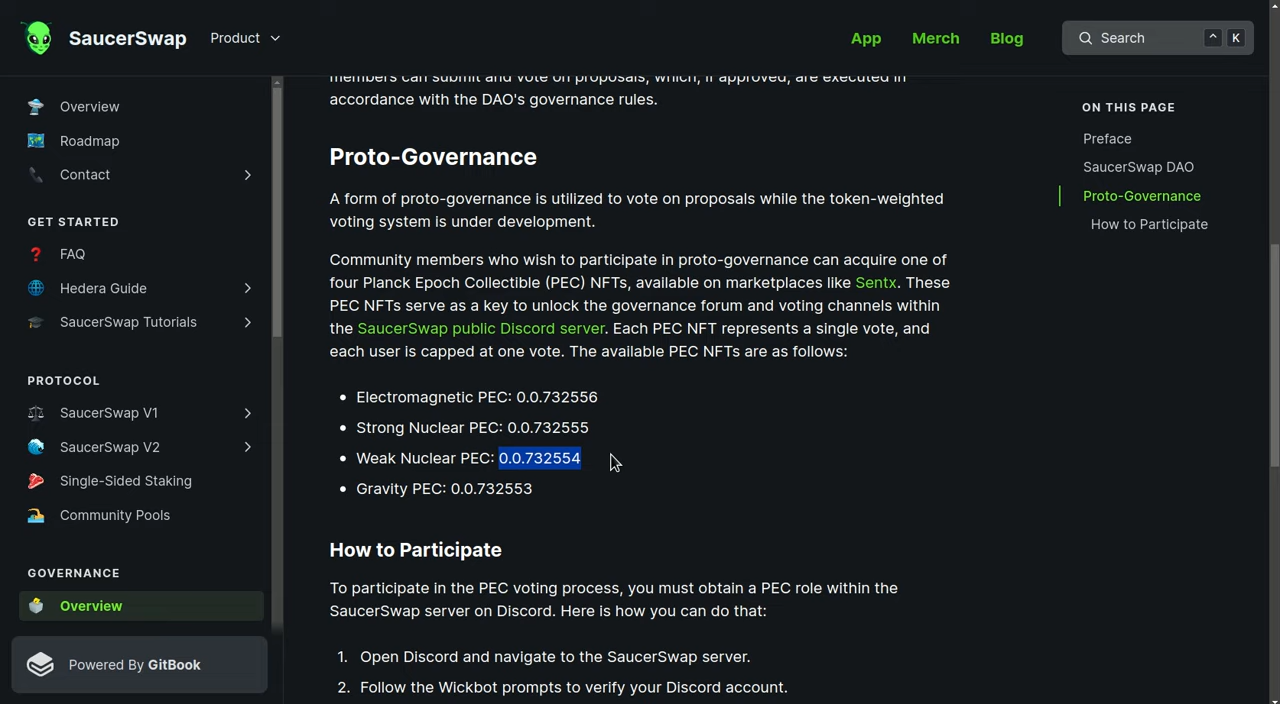 SaucerSwap
Product
App
Merch
Blog
Search
^
K
Overview
Roadmap
Contact
GET STARTED
FAQ
Hedera Guide
SaucerSwap Tutorials
PROTOCOL
SaucerSwap V1
SaucerSwap V2
Single-Sided Staking
Community Pools
GOVERNANCE
Overview
Powered By GitBook
members can submit and vote on proposals, which, if approved, are executed in
accordance with the DAO's governance rules.
Proto-Governance
A form of proto-governance is utilized to vote on proposals while the token-weighted
voting system is under development.
Community members who wish to participate in proto-governance can acquire one of
four Planck Epoch Collectible (PEC) NFTs, available on marketplaces like Sentx. These
PEC NFTs serve as a key to unlock the governance forum and voting channels within
the SaucerSwap public Discord server. Each PEC NFT represents a single vote, and
each user is capped at one vote. The available PEC NFTs are as follows:
• Electromagnetic PEC: 0.0.732556
• Strong Nuclear PEC: 0.0.732555
• Weak Nuclear PEC: 0.0.732554
• Gravity PEC: 0.0.732553
How to Participate
To participate in the PEC voting process, you must obtain a PEC role within the
SaucerSwap server on Discord. Here is how you can do that:
1. Open Discord and navigate to the SaucerSwap server.
2. Follow the Wickbot prompts to verify your Discord account.
ON THIS PAGE
Preface
SaucerSwap DAO
Proto-Governance
How to Participate